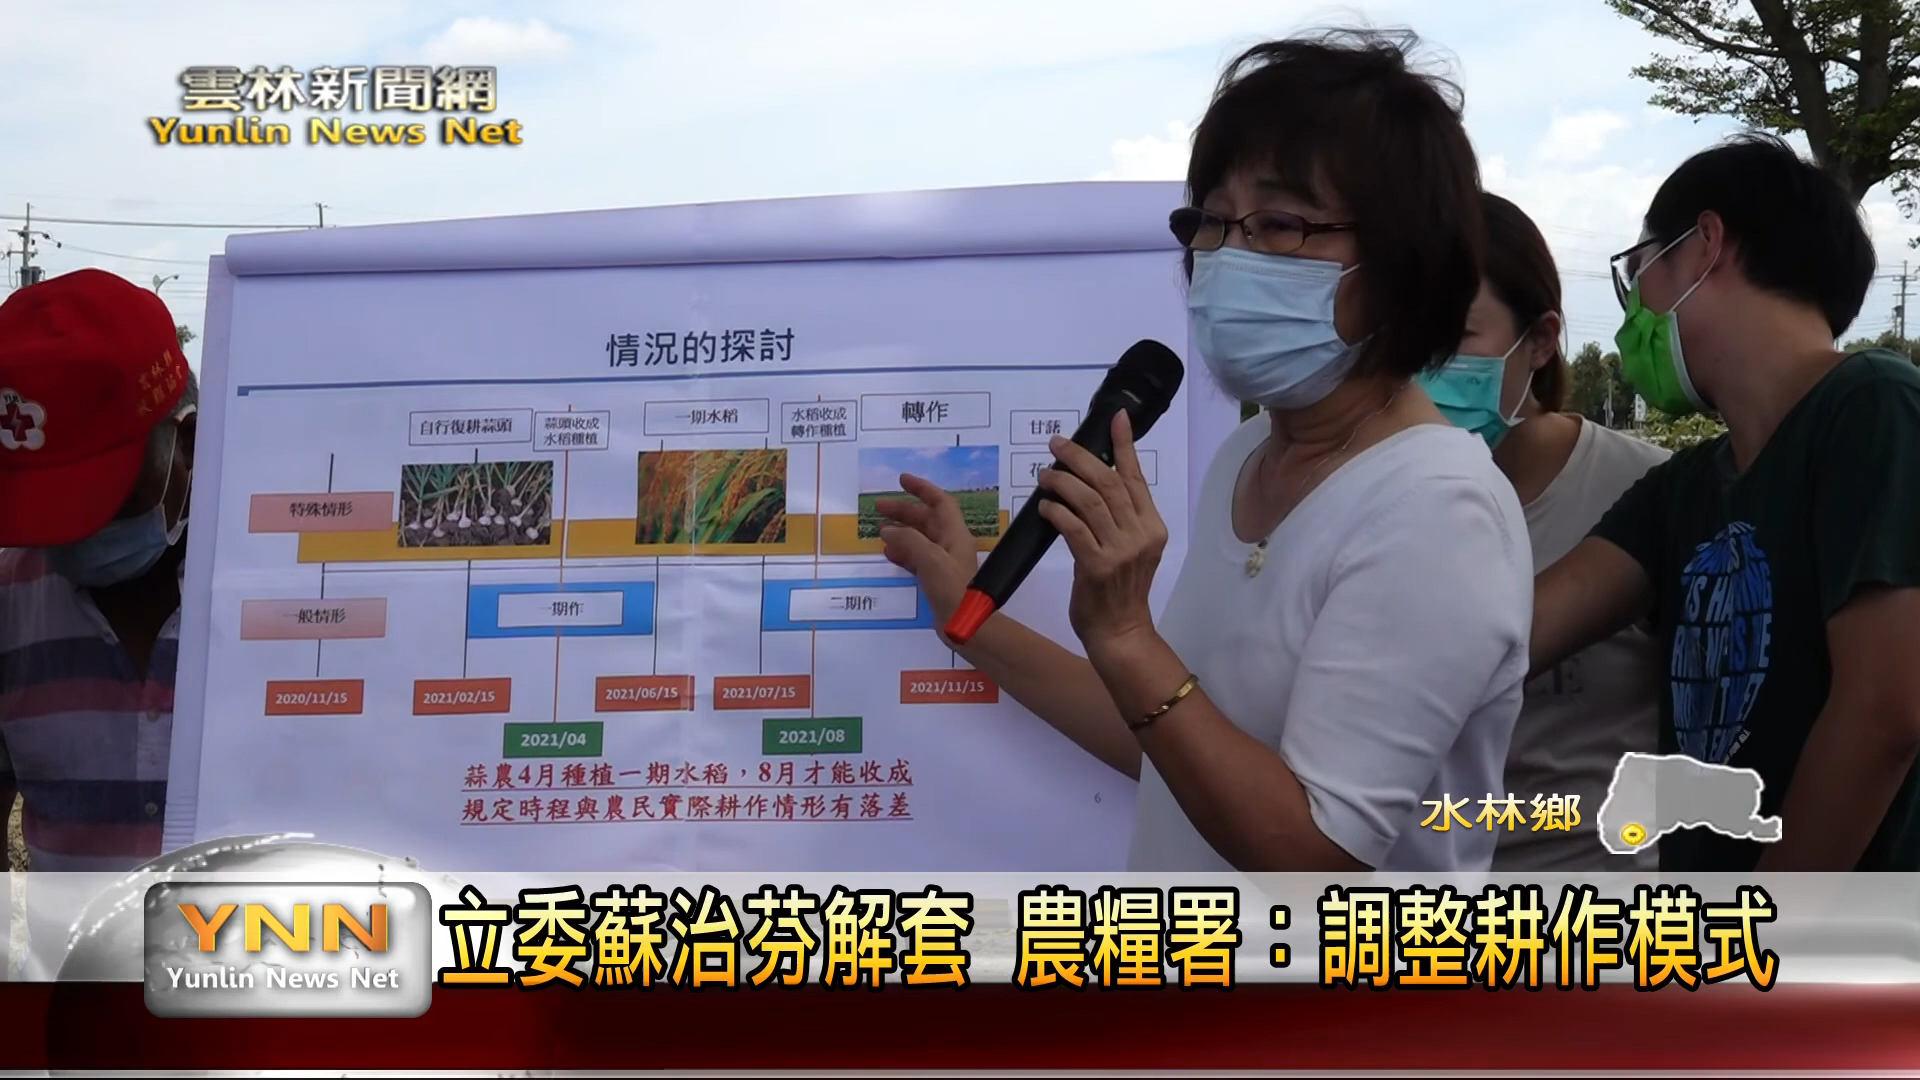 雲林新聞網
Yunlin News Net
情況的探討
自行復耕蒜頭
蒜頭收成
水稻種植
一期水稻
水稻收成
轉作種植
轉作
甘藷
花
特殊情形
一般情形
一期作
二期作
2020/11/15
2021/02/15
2021/06/15
2021/07/15
2021/11/15
2021/04
2021/08
蒜農4月種植一期水稻，8月才能收成
規定時程與農民實際耕作情形有落差
6
水林鄉
YNN
Yunlin News Net
立委蘇治芬解套 農糧署：調整耕作模式